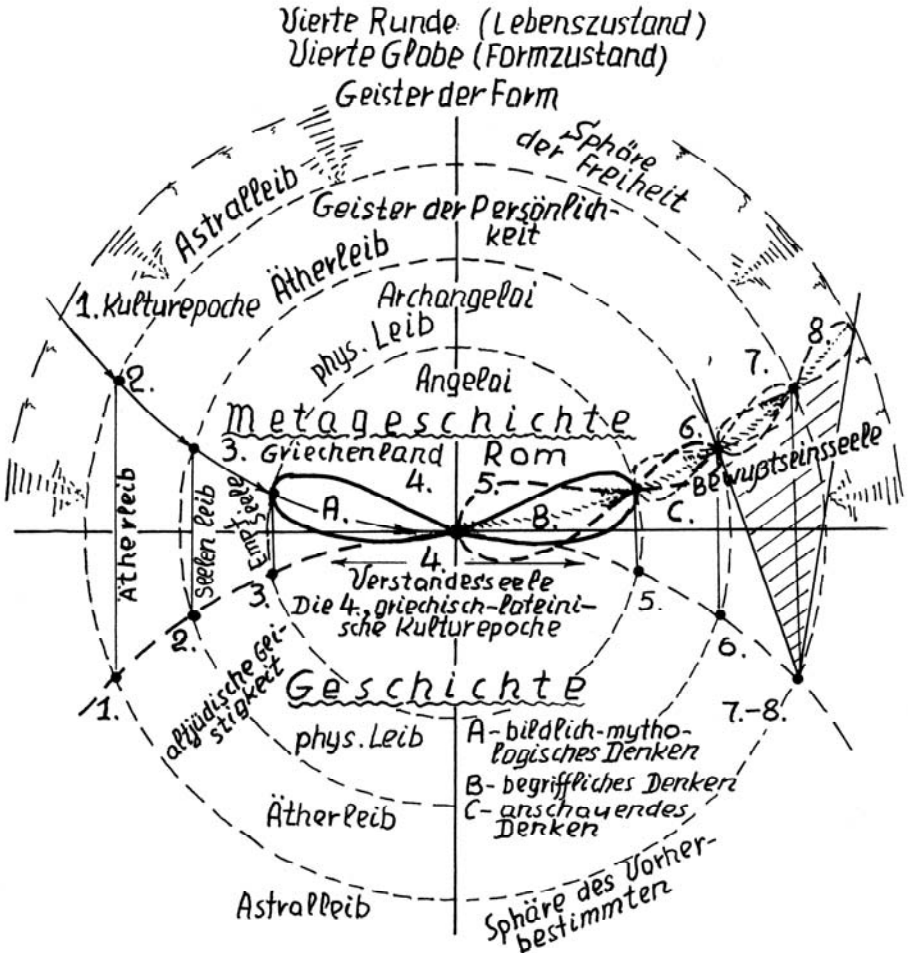 Vierte Runde (Lebenszustand)
Vierte Globe (Formzustand)
Geister der Form
Sphäre
der Freiheit
Astralleib
Geister der Persönlich-
keit
Ätherleib
1. Kulturepoche
Archangeloi
phys. Leib
Angeloi
2.
7.
8.
Metageschichte
3. Griechenland Rom
6.
4.
5.
Bewußtseinsseele
A.
B.
C.
Ätherleib
Seelenleib
Empf. Seele
4.
Verstandesseele
Die 4., griechisch-lateini-
sche Kulturepoche
3.
5.
2.
6.
1.
7.-8.
altjüdische Gei-
stigkeit
Geschichte
phys. Leib
A-bildlich-mytho-
logisches Denken
B- begriffliches Denken
C- anschauendes
Denken
Ätherleib
Astralleib
Sphäre des Vorher-
bestimmten